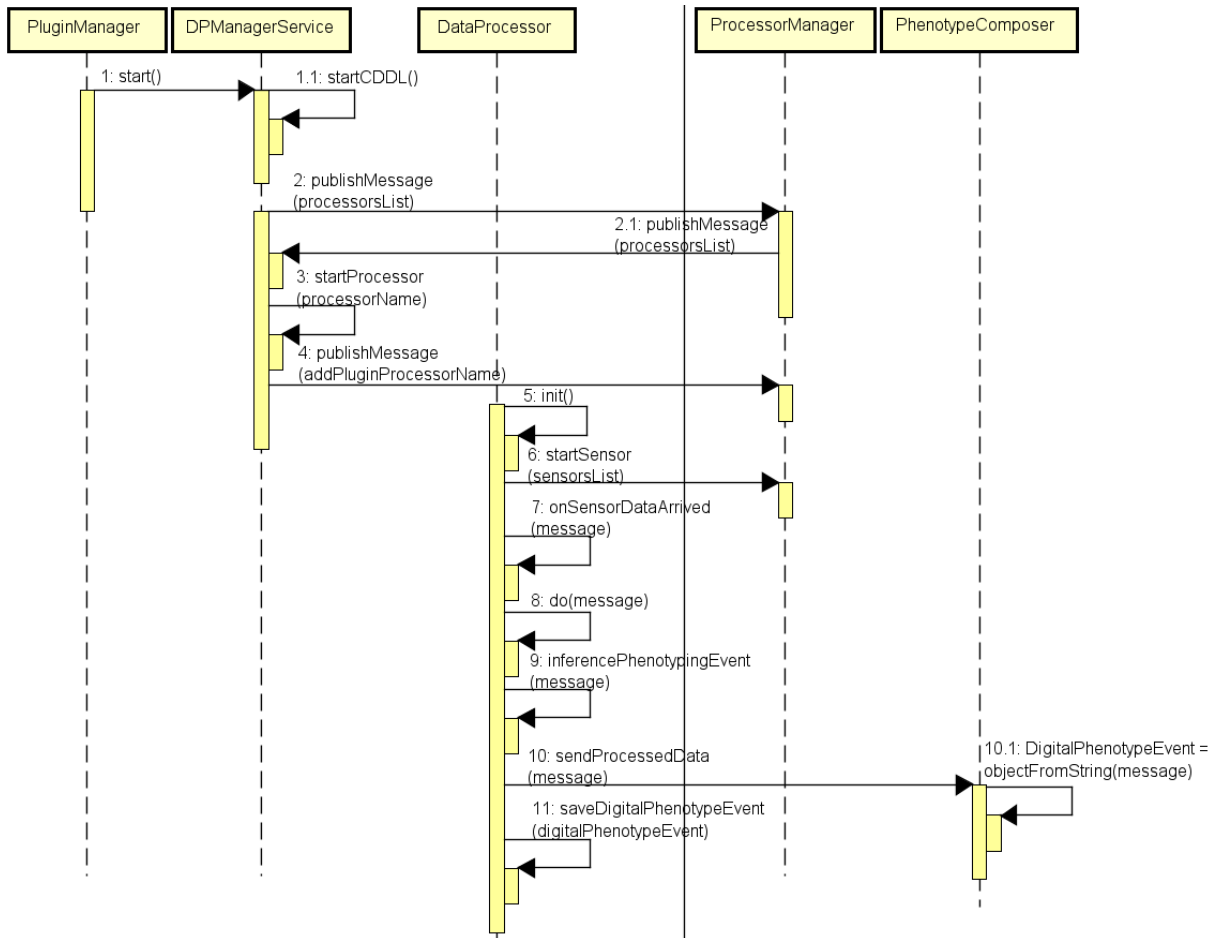 PluginManager
DPManagerService
DataProcessor
ProcessorManager
PhenotypeComposer
1: start()
1.1: startCDDL()
2: publishMessage
(processorsList)
2.1: publishMessage
(processorsList)
3: startProcessor
(processorName)
4: publishMessage
(addPluginProcessorName)
5: init()
6: startSensor
(sensorsList)
7: onSensorDataArrived
(message)
8: do(message)
9: inferencePhenotypingEvent
(message)
10: sendProcessedData
(message)
10.1: DigitalPhenotypeEvent =
objectFromString(message)
11: saveDigitalPhenotypeEvent
(digitalPhenotypeEvent)